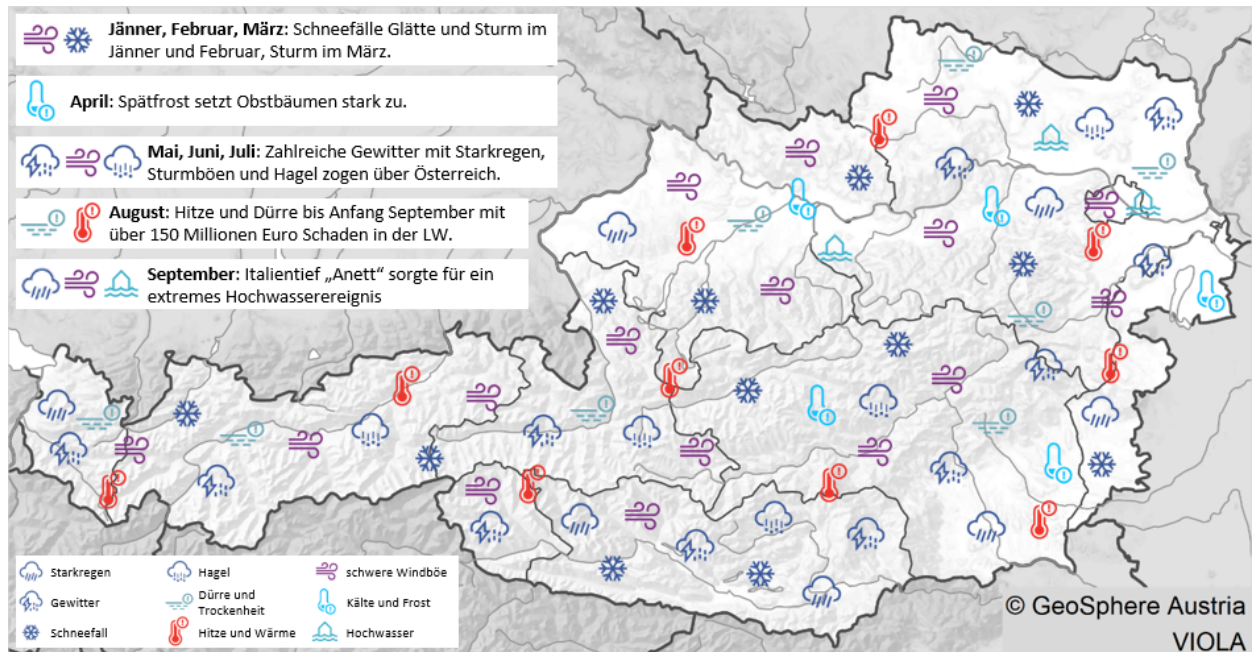 Jänner, Februar, März: Schneefälle Glätte und Sturm im
Jänner und Februar, Sturm im März.
April: Spätfrost setzt Obstbäumen stark zu.
Mai, Juni, Juli: Zahlreiche Gewitter mit Starkregen,
Sturmböen und Hagel zogen über Österreich.
August: Hitze und Dürre bis Anfang September mit
über 150 Millionen Euro Schaden in der LW.
September: Italientief „Anett“ sorgte für ein
extremes Hochwasserereignis
Starkregen
Hagel
schwere Windböe
Gewitter
Dürre und
Trockenheit
Kälte und Frost
Schneefall
Hitze und Wärme
Hochwasser
© GeoSphere Austria
VIOLA